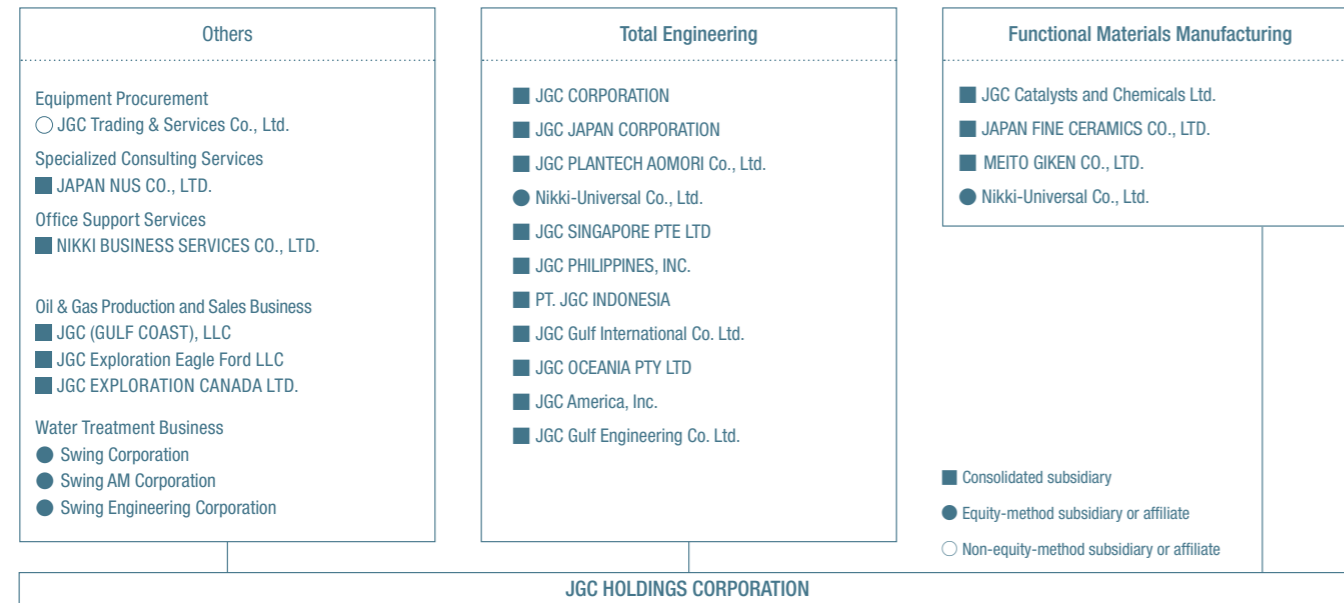 Others
Equipment Procurement
JGC Trading & Services Co., Ltd.
Specialized Consulting Services
JAPAN NUS CO., LTD.
Office Support Services
NIKKI BUSINESS SERVICES CO., LTD.
Oil & Gas Production and Sales Business
JGC (GULF COAST), LLC
JGC Exploration Eagle Ford LLC
JGC EXPLORATION CANADA LTD.
Water Treatment Business
Swing Corporation
Swing AM Corporation
Swing Engineering Corporation
Total Engineering
JGC CORPORATION
JGC JAPAN CORPORATION
JGC PLANTECH AOMORI Co., Ltd.
Nikki-Universal Co., Ltd.
JGC SINGAPORE PTE LTD
JGC PHILIPPINES, INC.
PT. JGC INDONESIA
JGC Gulf International Co. Ltd.
JGC OCEANIA PTY LTD
JGC America, Inc.
JGC Gulf Engineering Co. Ltd.
Functional Materials Manufacturing
JGC Catalysts and Chemicals Ltd.
JAPAN FINE CERAMICS CO., LTD.
MEITO GIKEN CO., LTD.
Nikki-Universal Co., Ltd.
Consolidated subsidiary
Equity-method subsidiary or affiliate
Non-equity-method subsidiary or affiliate
JGC HOLDINGS CORPORATION